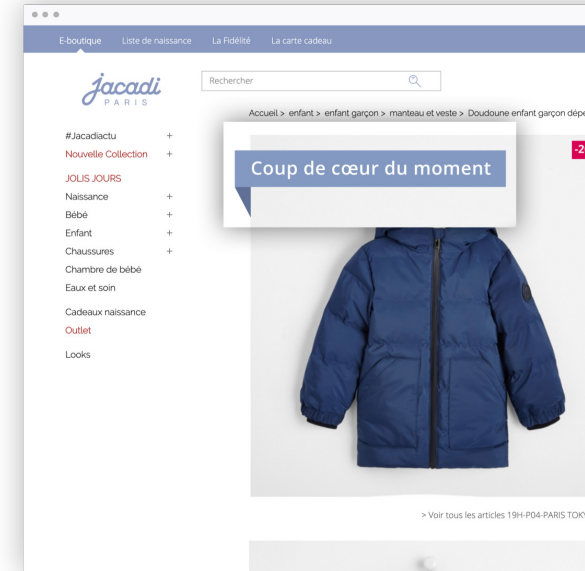 E-boutique Liste de naissance La Fidélité La carte cadeau
jacadi
PARIS
Rechercher
Accueil > enfant > enfant garçon > manteau et veste > Doudoune enfant garçon dépe
Coup de cœur du moment
-2
#Jacadiactu +
Nouvelle Collection +
JOLIS JOURS
Naissance +
Bébé +
Enfant +
Chaussures +
Chambre de bébé
Eaux et soin
Cadeaux naissance
Outlet
Looks
> Voir tous les articles 19H-P04-PARIS TOKY